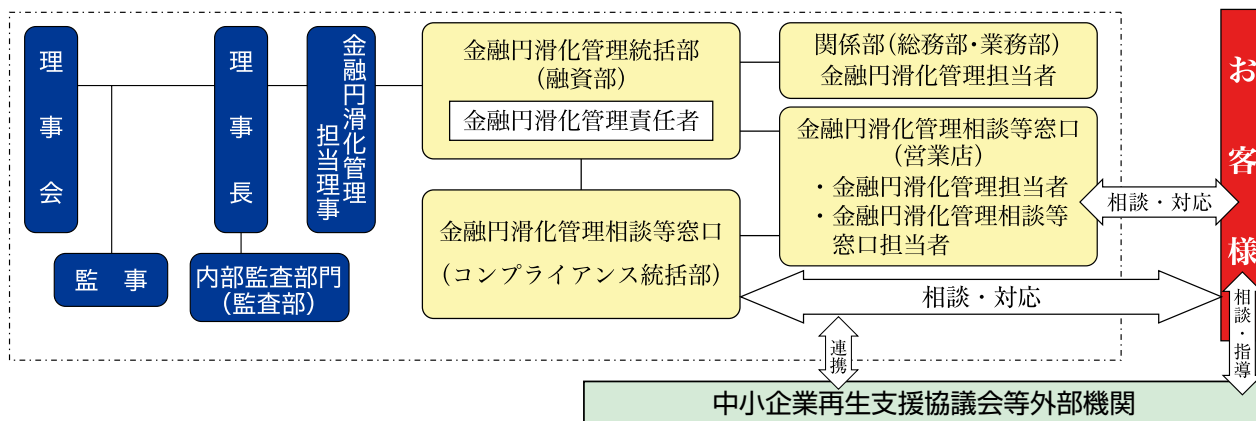 理事会
監　事
理事長
内部監査部門
（監査部）
金融円滑化管理
担当理事
金融円滑化管理統括部
（融資部）
金融円滑化管理責任者
金融円滑化管理相談等窓口
（コンプライアンス統括部）
関係部（総務部・業務部）
金融円滑化管理担当者
金融円滑化管理相談等窓口
（営業店）
・金融円滑化管理担当者
・金融円滑化管理相談等
窓口担当者
相談・対応
相談・対応
お客様
連携
相談・指導
中小企業再生支援協議会等外部機関